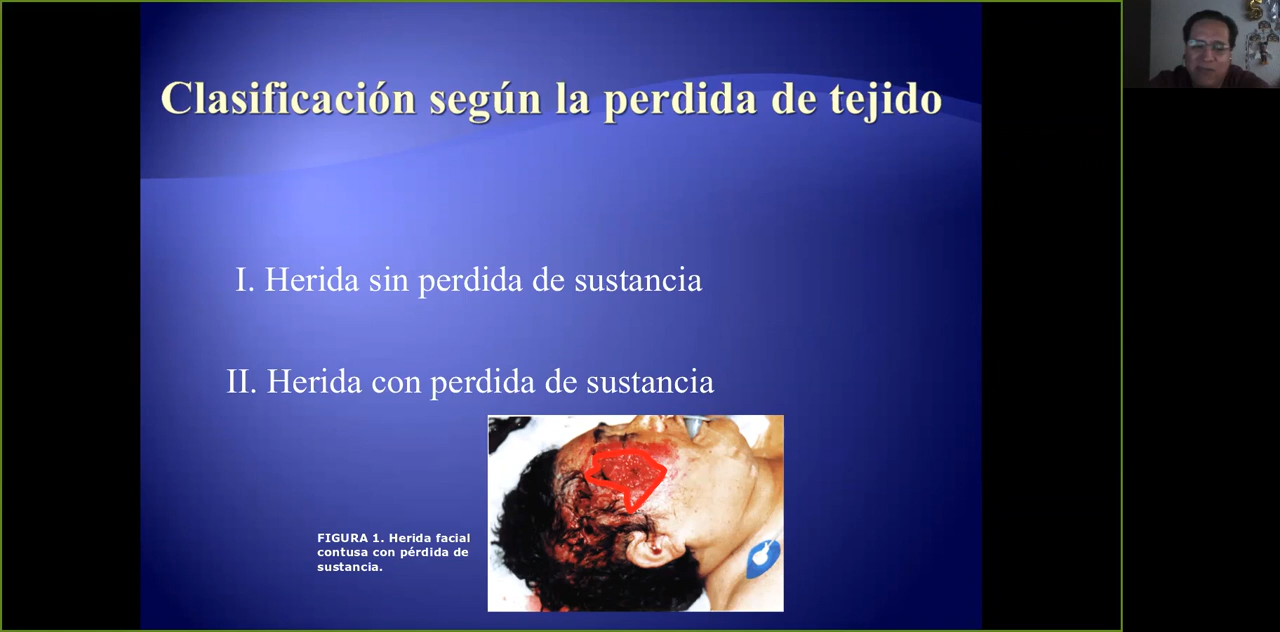 Clasificación según la perdida de tejido
I. Herida sin perdida de sustancia
II. Herida con perdida de sustancia
FIGURA 1. Herida facial
contusa con pérdida de
sustancia.